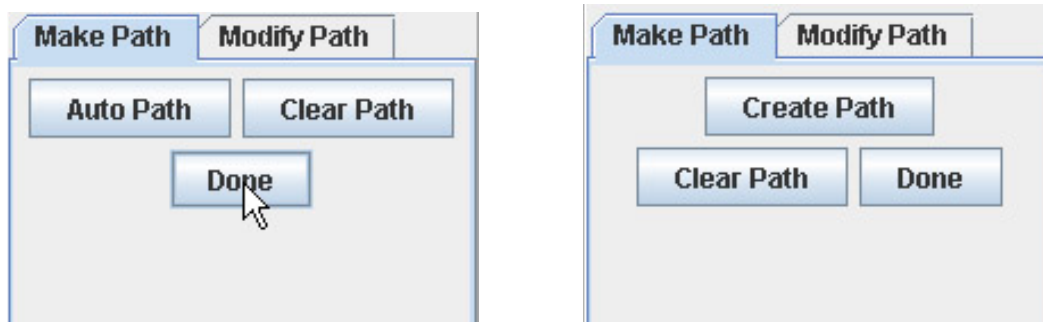 Make Path Modify Path
Auto Path Clear Path
Done
Make Path Modify Path
Create Path
Clear Path Done